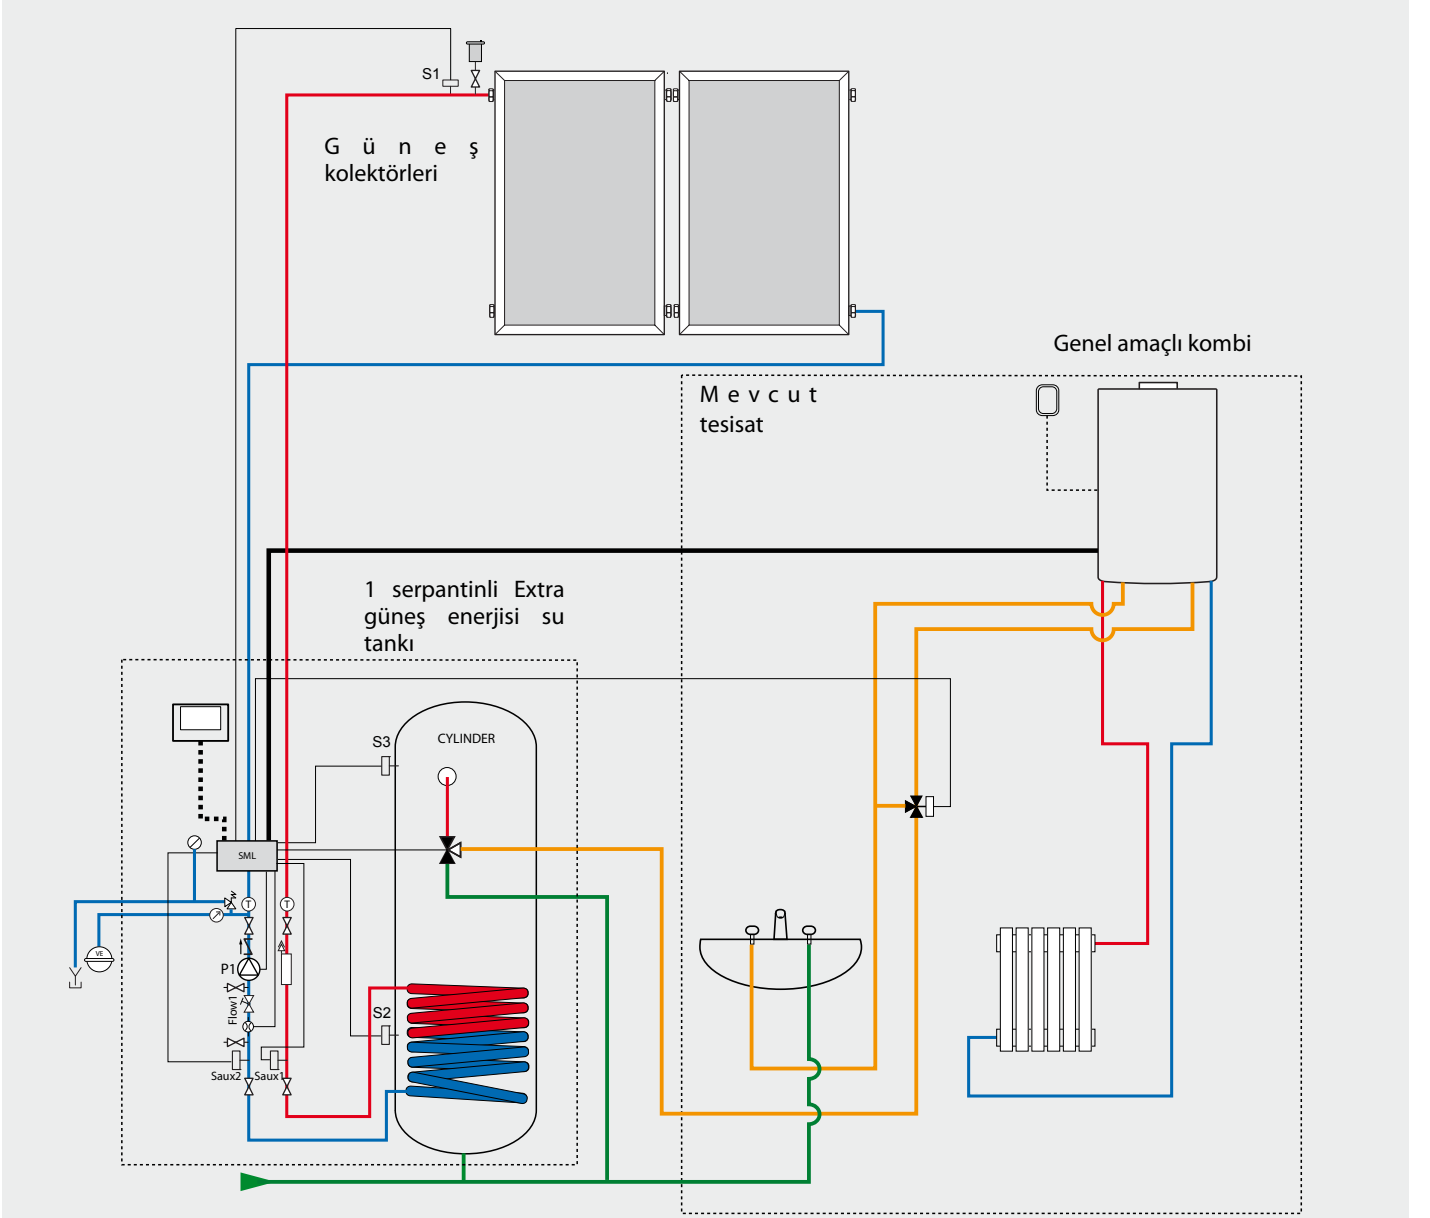 S1
G ü n e ş
kolektörleri
Genel amaçlı kombi
M e v c u t
tesisat
1 serpantinli Extra
güneş enerjisi su
tankı
S3
CYLINDER
SML
T
T
VE
P1
Flow1
S2
Saux2
Saux1